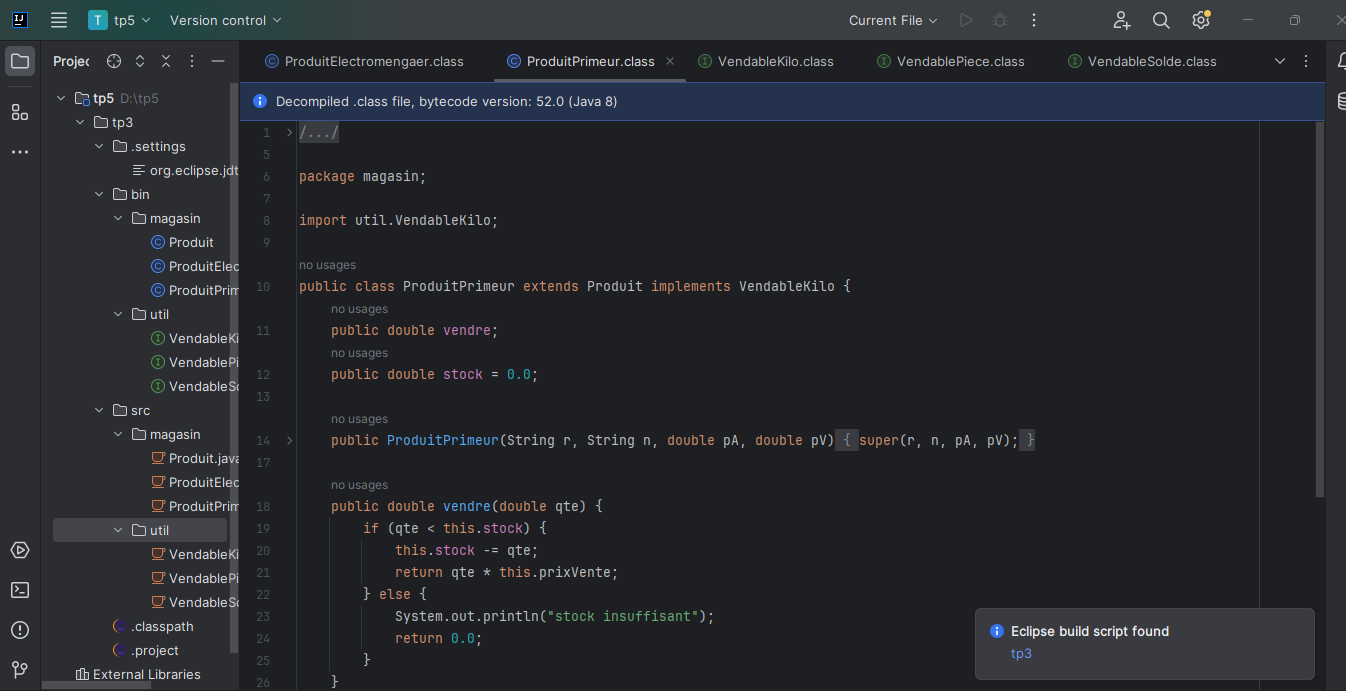 IJ T tp5 Version control Current File
Projec
ProduitElectromengaer.class ProduitPrimeur.class VendableKilo.class VendablePiece.class VendableSolde.class
Decompiled .class file, bytecode version: 52.0 (Java 8)
tp5 D:\tp5
tp3
.settings
org.eclipse.jdt
bin
magasin
C Produit
C ProduitElec
C ProduitPrim
util
I VendableKi
I VendablePi
I VendableSo
src
magasin
Produit.java
ProduitElec
ProduitPrim
util
VendableKi
VendablePi
VendableSo
.classpath
.project
External Libraries
1 /.../
5
6 package magasin;
7
8 import util.VendableKilo;
9
no usages
10 public class ProduitPrimeur extends Produit implements VendableKilo {
no usages
11 public double vendre;
no usages
12 public double stock = 0.0;
13
no usages
14 public ProduitPrimeur(String r, String n, double pA, double pV) { super(r, n, pA, pV); }
17
no usages
18 public double vendre(double qte) {
19 if (qte < this.stock) {
20 this.stock -= qte;
21 return qte * this.prixVente;
22 } else {
23 System.out.println("stock insuffisant");
24 return 0.0;
25 }
26 }
Eclipse build script found
tp3